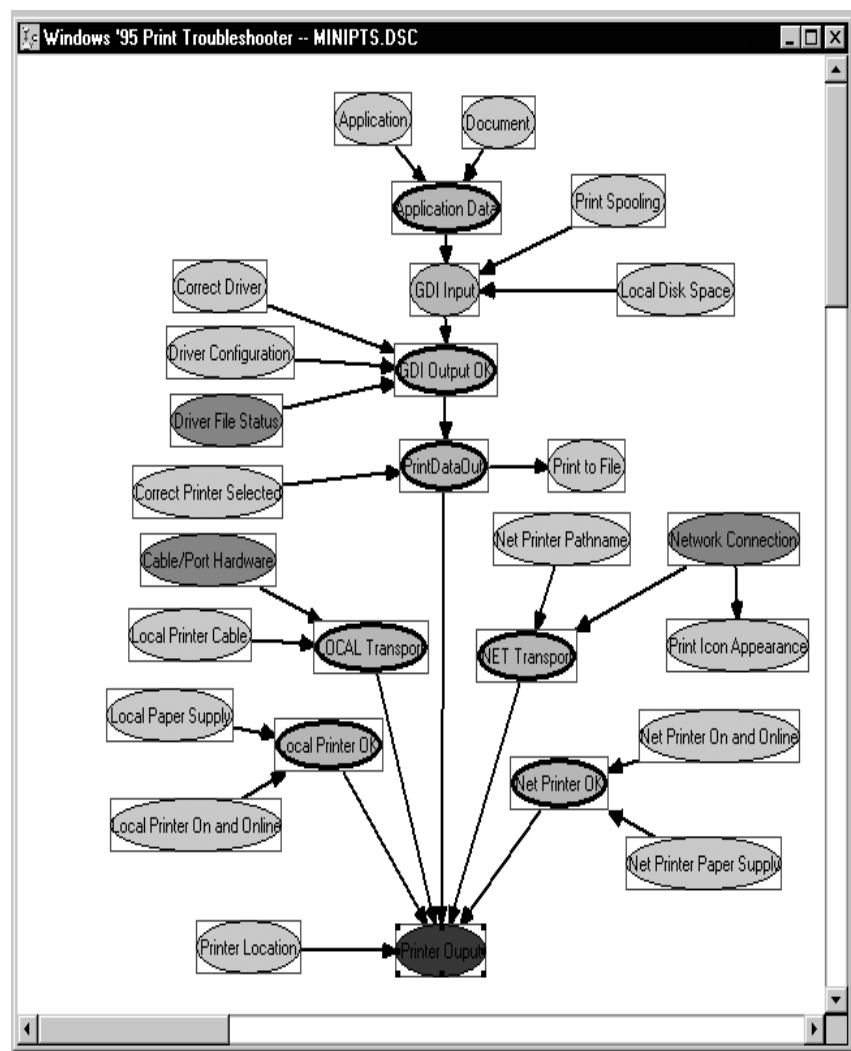 Windows '95 Print Troubleshooter -- MINIPTS.DSC
Application
Document
Application Data
Print Spooling
Correct Driver
GDI Input
Local Disk Space
Driver Configuration
GDI Output OK
Driver File Status
PrintDataOut
Print to File
Correct Printer Selected
Net Printer Pathname
Network Connection
Cable/Port Hardware
Local Printer Cable
OCAL Transpor
NET Transpor
Print Icon Appearance
Local Paper Supply
Local Printer OK
Net Printer On and Online
Net Printer OK
Local Printer On and Online
Net Printer Paper Supply
Printer Location
Printer Ouput